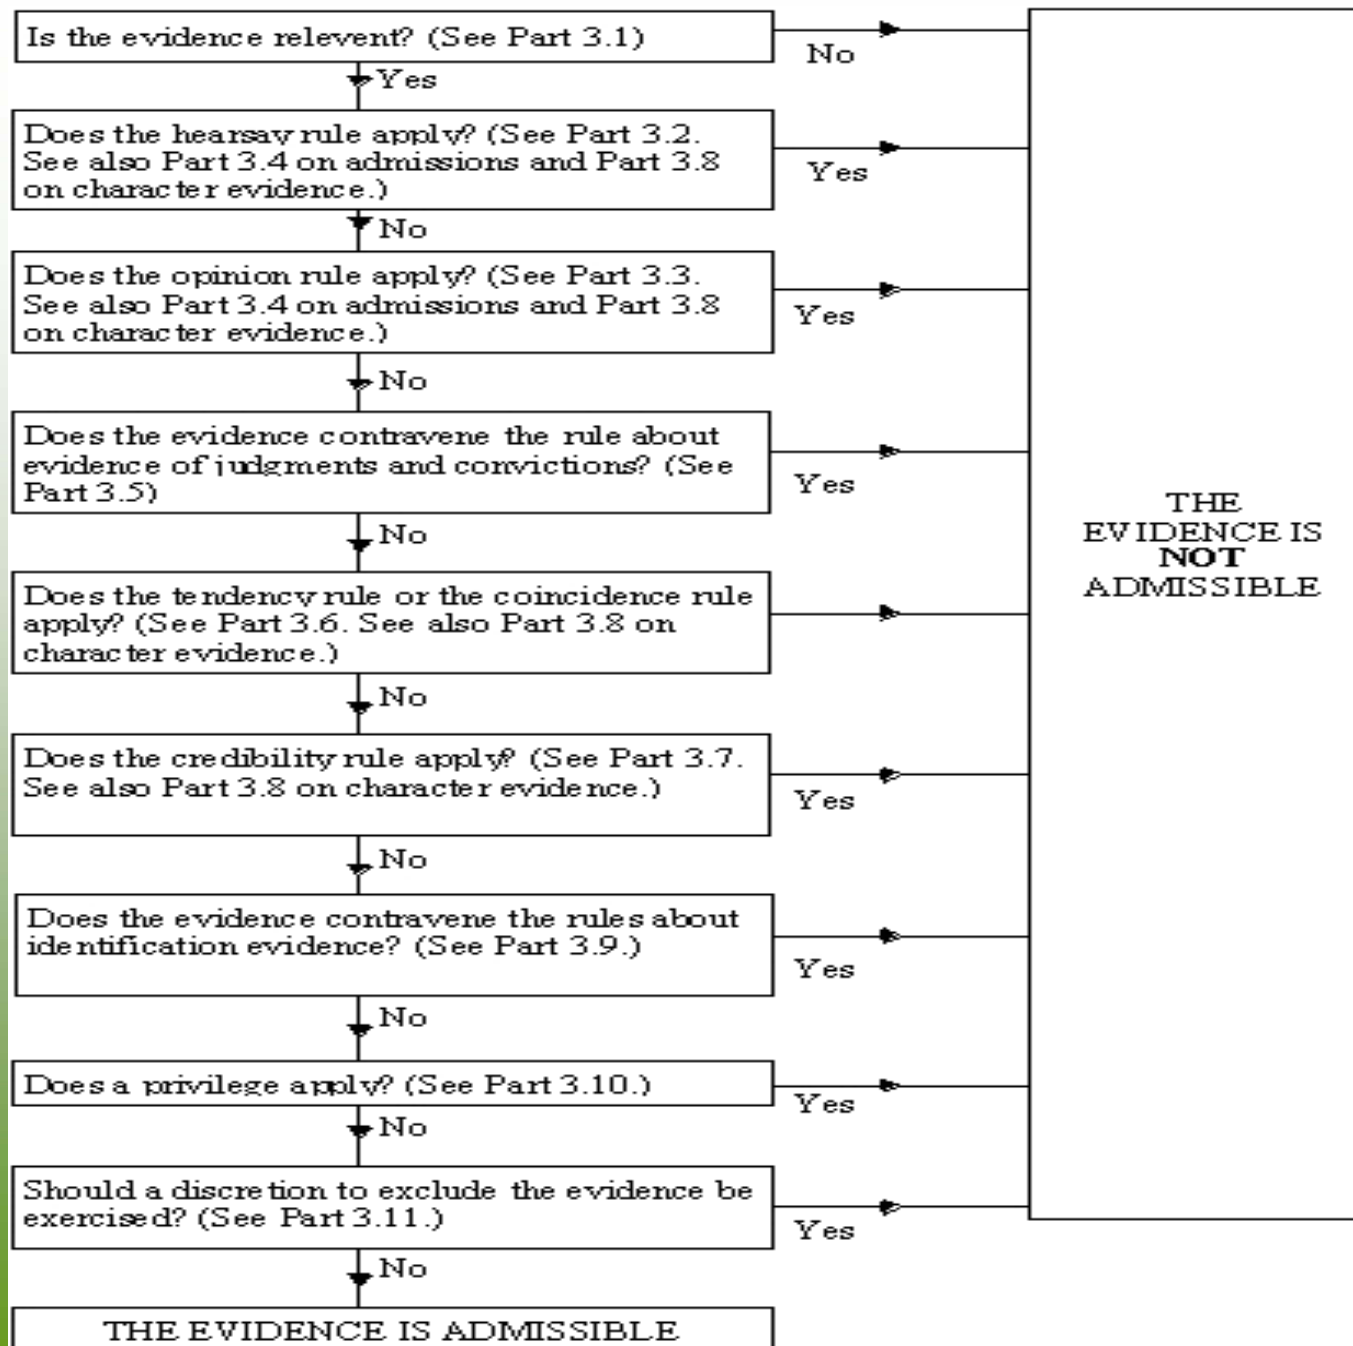 Is the evidence relevent? (See Part 3.1)
No
Yes
Does the hearsay rule apply? (See Part 3.2.
See also Part 3.4 on admissions and Part 3.8
on character evidence.)
Yes
No
Does the opinion rule apply? (See Part 3.3.
See also Part 3.4 on admissions and Part 3.8
on character evidence.)
Yes
No
Does the evidence contravene the rule about
evidence of judgments and convictions? (See
Part 3.5)
Yes
No
Does the tendency rule or the coincidence rule
apply? (See Part 3.6. See also Part 3.8 on
character evidence.)
No
Does the credibility rule apply? (See Part 3.7.
See also Part 3.8 on character evidence.)
Yes
No
Does the evidence contravene the rules about
identification evidence? (See Part 3.9.)
Yes
No
Does a privilege apply? (See Part 3.10.)
Yes
No
Should a discretion to exclude the evidence be
exercised? (See Part 3.11.)
Yes
No
THE EVIDENCE IS ADMISSIBLE
THE
EVIDENCE IS
NOT
ADMISSIBLE